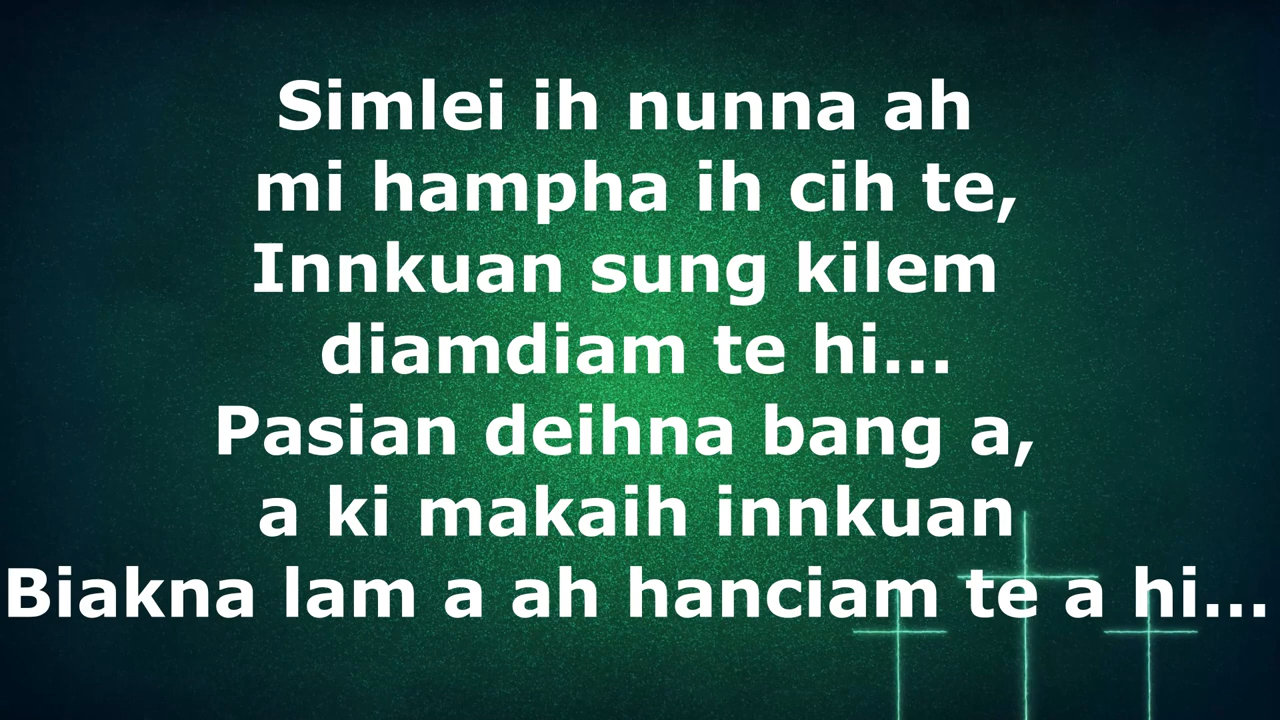 Simlei ih nunna ah
mi hampha ih cih te,
Innkuan sung kilem
diamdiam te hi...
Pasian deihna bang a,
a ki makaih innkuan
Biakna lam a ah hanciam te a hi...